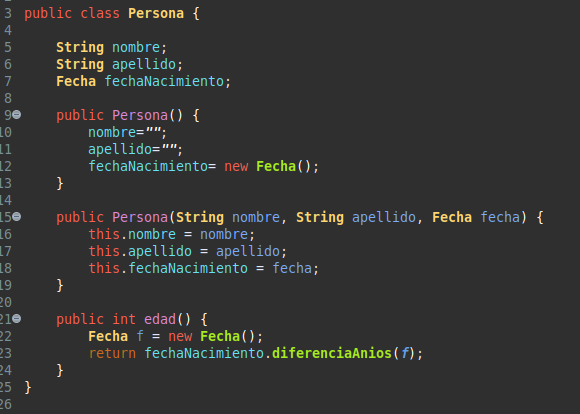 3 public class Persona {
4
5     String nombre;
6     String apellido;
7     Fecha fechaNacimiento;
8
9     public Persona() {
10         nombre="";
11         apellido="";
12         fechaNacimiento= new Fecha();
13     }
14
15     public Persona(String nombre, String apellido, Fecha fecha) {
16         this.nombre = nombre;
17         this.apellido = apellido;
18         this.fechaNacimiento = fecha;
19     }
20
21     public int edad() {
22         Fecha f = new Fecha();
23         return fechaNacimiento.diferenciaAnios(f);
24     }
25 }
26